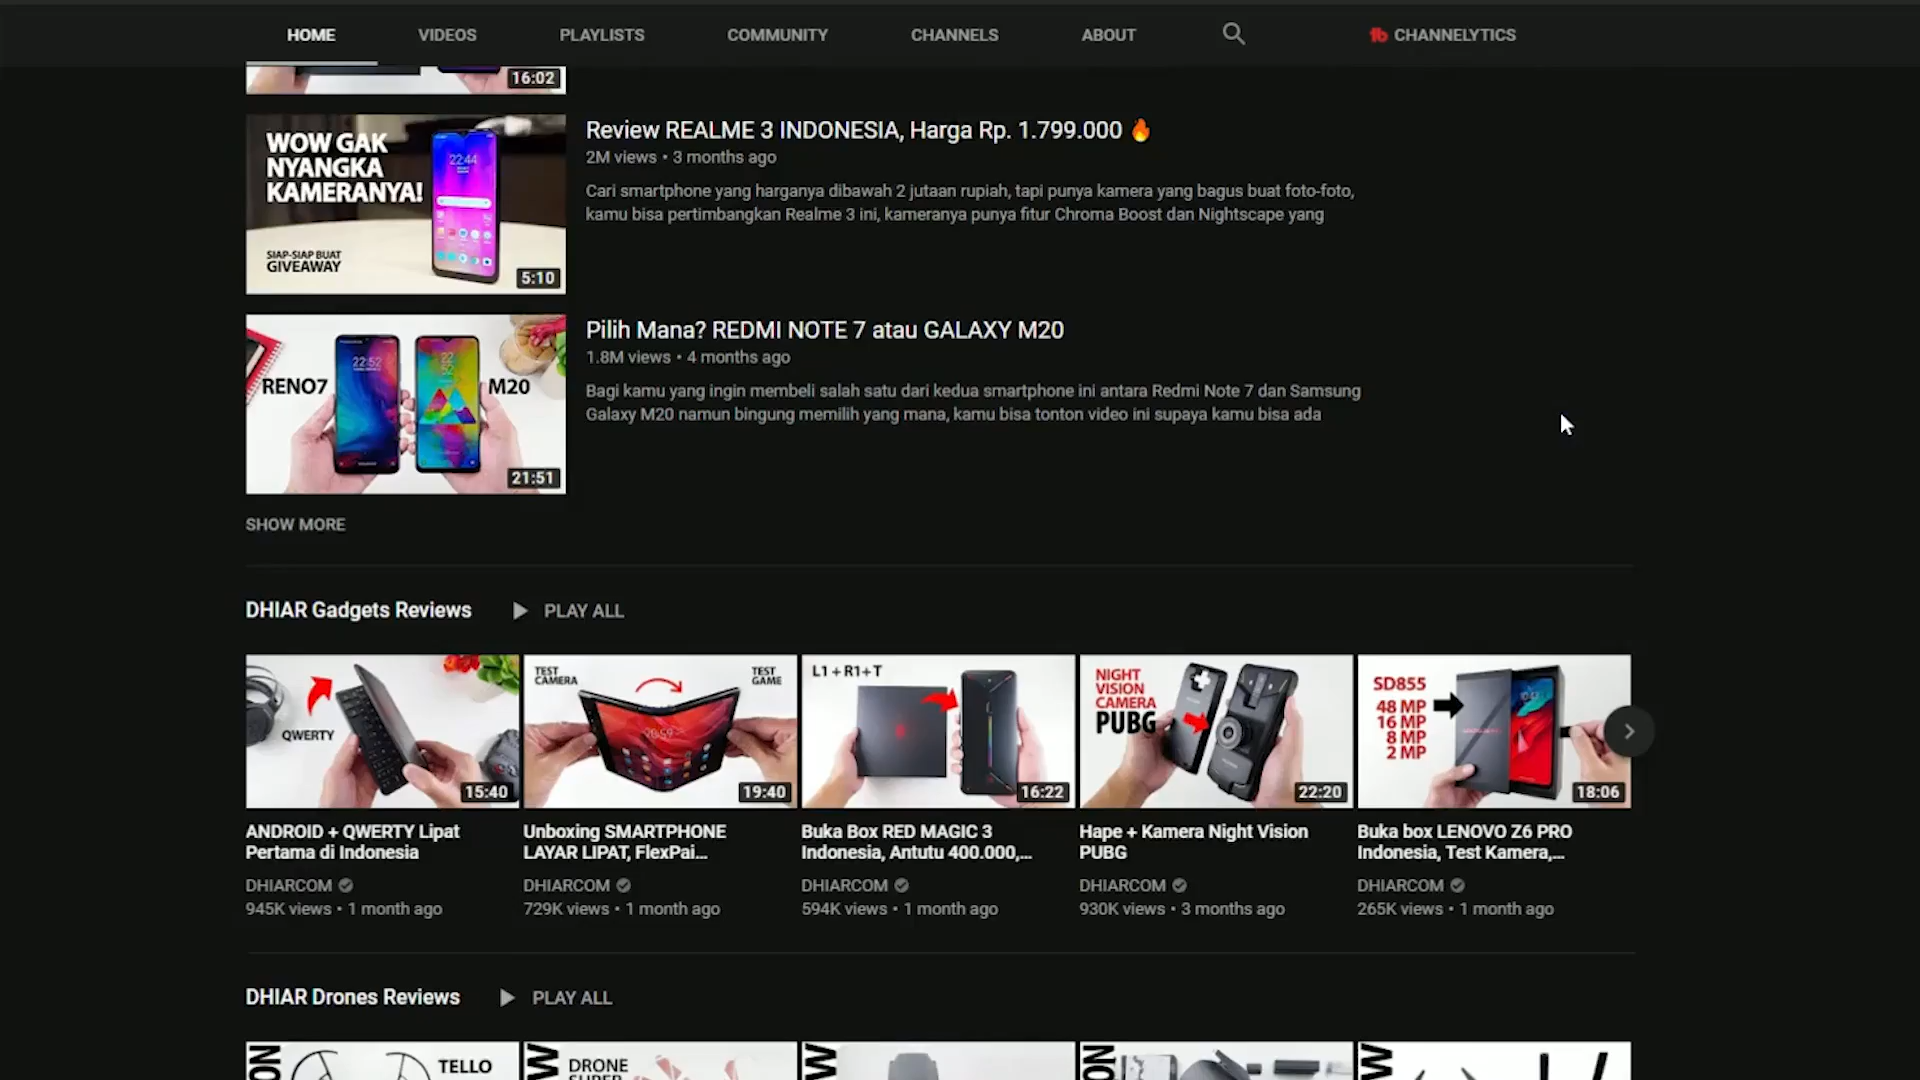 HOME
VIDEOS
PLAYLISTS
COMMUNITY
CHANNELS
ABOUT
CHANNELYTICS
16:02
WOW GAK
NYANGKA
KAMERANYA!
22:44
SIAP-SIAP BUAT
GIVEAWAY
5:10
Review REALME 3 INDONESIA, Harga Rp. 1.799.000 🔥
2M views • 3 months ago
Cari smartphone yang harganya dibawah 2 jutaan rupiah, tapi punya kamera yang bagus buat foto-foto,
kamu bisa pertimbangkan Realme 3 ini, kameranya punya fitur Chroma Boost dan Nightscape yang
RENO7
22:52
M20
21:51
Pilih Mana? REDMI NOTE 7 atau GALAXY M20
1.8M views • 4 months ago
Bagi kamu yang ingin membeli salah satu dari kedua smartphone ini antara Redmi Note 7 dan Samsung
Galaxy M20 namun bingung memilih yang mana, kamu bisa tonton video ini supaya kamu bisa ada
SHOW MORE
DHIAR Gadgets Reviews
PLAY ALL
QWERTY
15:40
TEST
CAMERA
TEST
GAME
20:59
19:40
L1+R1+T
16:22
NIGHT
VISION
CAMERA
PUBG
22:20
SD855
48 MP
16 MP
8 MP
2 MP
18:06
ANDROID + QWERTY Lipat
Pertama di Indonesia
DHIARCOM
945K views • 1 month ago
Unboxing SMARTPHONE
LAYAR LIPAT, FlexPai...
DHIARCOM
729K views • 1 month ago
Buka Box RED MAGIC 3
Indonesia, Antutu 400.000,...
DHIARCOM
594K views • 1 month ago
Hape + Kamera Night Vision
PUBG
DHIARCOM
930K views • 3 months ago
Buka box LENOVO Z6 PRO
Indonesia, Test Kamera,...
DHIARCOM
265K views • 1 month ago
DHIAR Drones Reviews
PLAY ALL
TELLO
DRONE
SUPER